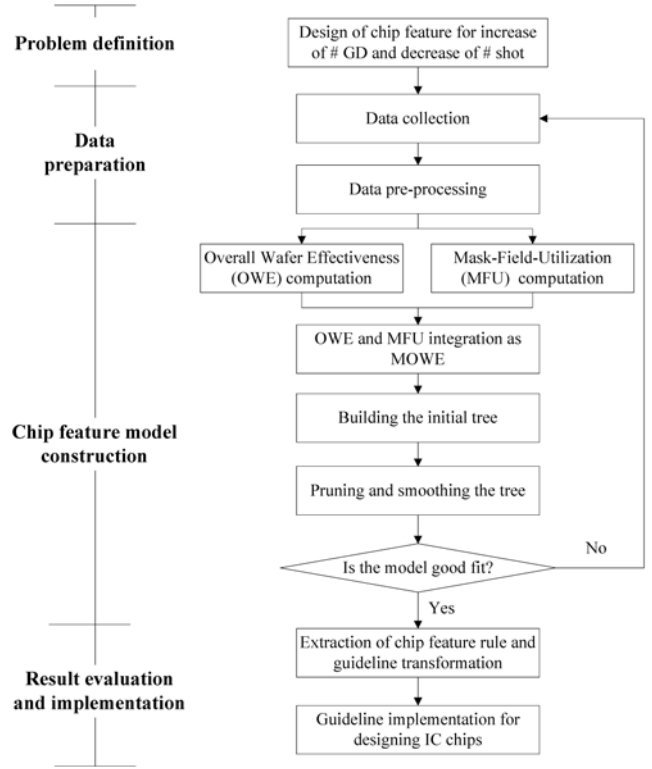 Problem definition
Design of chip feature for increase
of # GD and decrease of # shot
Data
preparation
Data collection
Data pre-processing
Overall Wafer Effectiveness
(OWE) computation
Mask-Field-Utilization
(MFU) computation
OWE and MFU integration as
MOWE
Chip feature model
construction
Building the initial tree
Pruning and smoothing the tree
Is the model good fit?
No
Yes
Result evaluation
and implementation
Extraction of chip feature rule and
guideline transformation
Guideline implementation for
designing IC chips